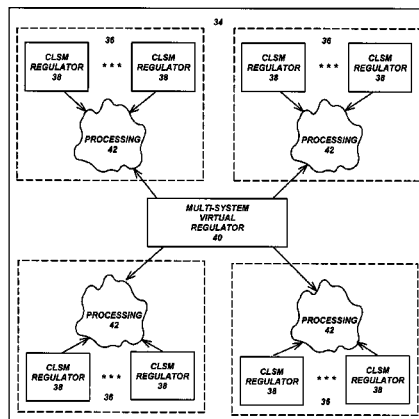 34
36
36
CLSM
REGULATOR
38
* * *
CLSM
REGULATOR
38
CLSM
REGULATOR
38
* * *
CLSM
REGULATOR
38
PROCESSING
42
PROCESSING
42
MULTI-SYSTEM
VIRTUAL
REGULATOR
40
PROCESSING
42
PROCESSING
42
CLSM
REGULATOR
38
* * *
CLSM
REGULATOR
38
CLSM
REGULATOR
38
* * *
CLSM
REGULATOR
38
36
36